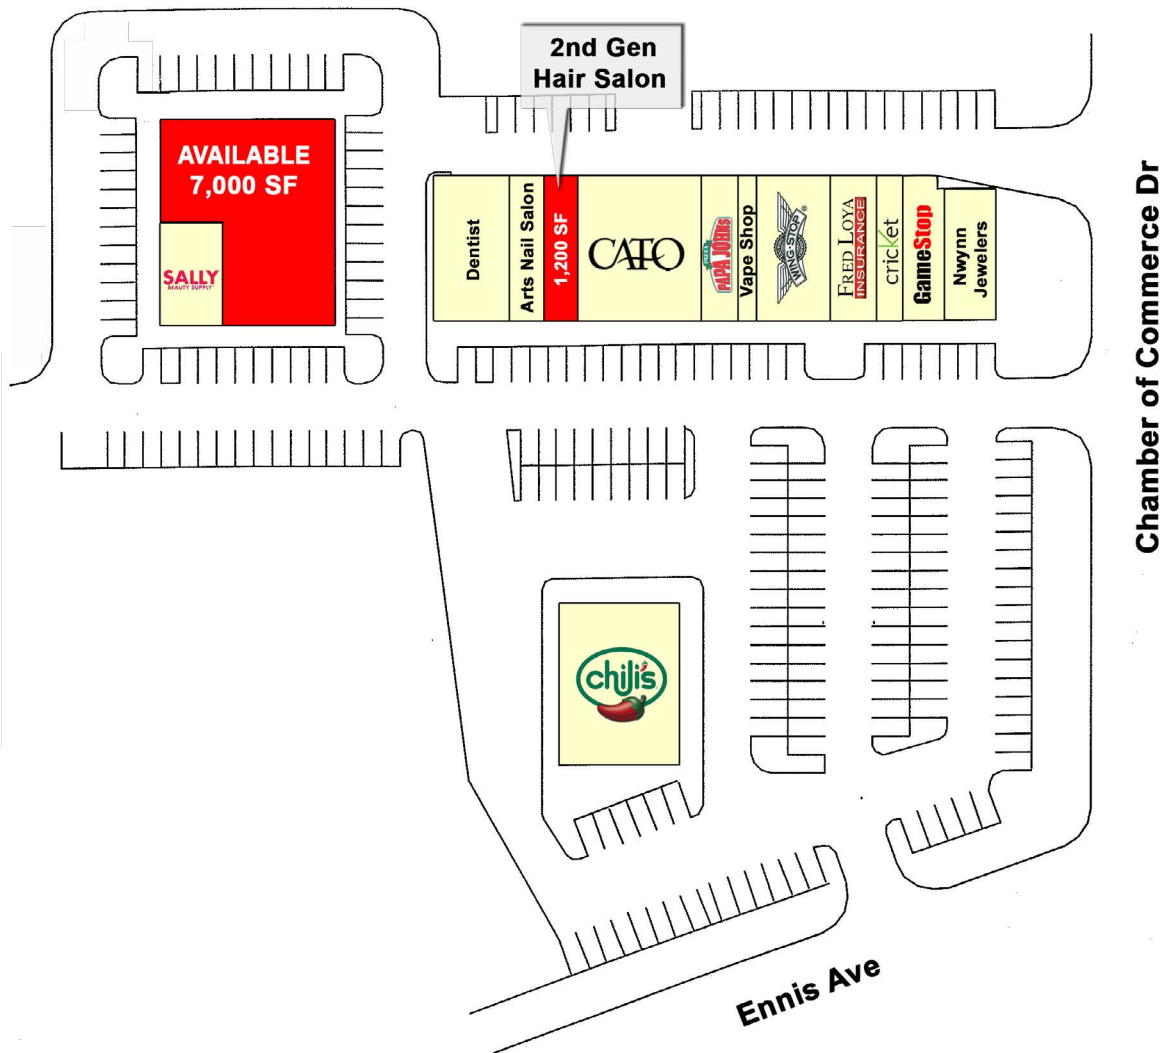 2nd Gen
Hair Salon
AVAILABLE
7,000 SF
SALLY
BEAUTY SUPPLY
Dentist
Arts Nail Salon
1,200 SF
CATO
PIZZA
PAPA JOHNS
Vape Shop
WING·STOP
®
FRED LOYA
INSURANCE
cricket
GameStop
Nwynn
Jewelers
Chamber of Commerce Dr
chili's
Ennis Ave